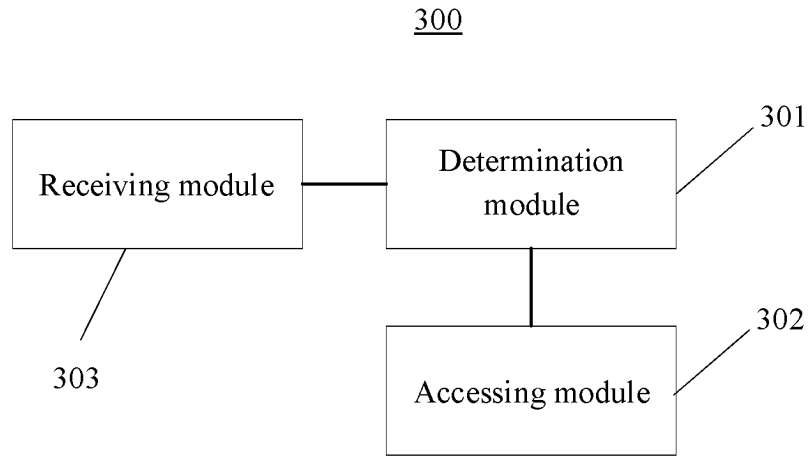 300
301
Receiving module
Determination
module
302
303
Accessing module